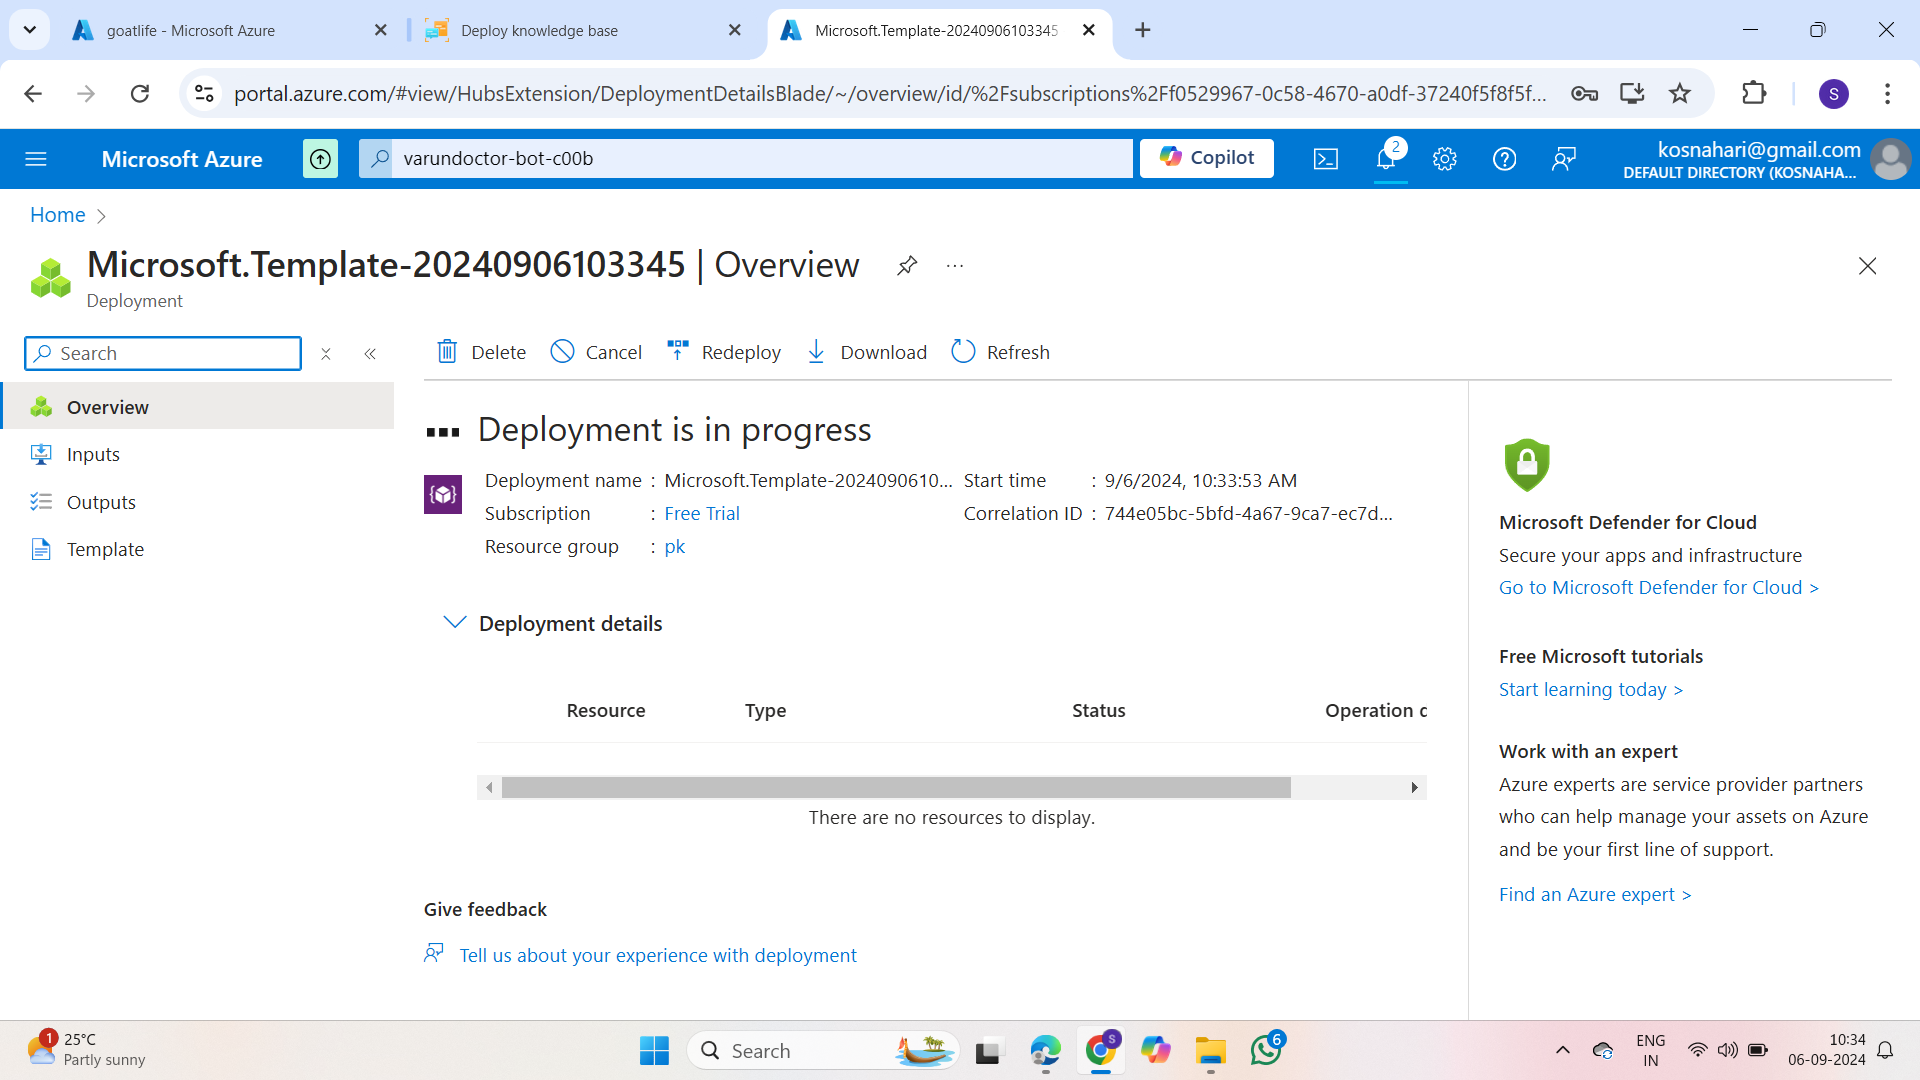 goatlife - Microsoft Azure
Deploy knowledge base
Microsoft.Template-20240906103345
portal.azure.com/#view/HubsExtension/DeploymentDetailsBlade/~/overview/id/%2Fsubscriptions%2Ff0529967-0c58-4670-a0df-37240f5f8f5f...
S
Microsoft Azure
varundoctor-bot-c00b
Copilot
2
kosnahari@gmail.com
DEFAULT DIRECTORY (KOSNAHA...
Home
Microsoft.Template-20240906103345 | Overview
...
Deployment
Search
Delete
Cancel
Redeploy
Download
Refresh
Overview
Inputs
Outputs
Template
Deployment is in progress
Deployment name : Microsoft.Template-2024090610...
Subscription : Free Trial
Resource group : pk
Start time : 9/6/2024, 10:33:53 AM
Correlation ID : 744e05bc-5bfd-4a67-9ca7-ec7d...
Deployment details
Resource Type Status Operation d
There are no resources to display.
Give feedback
Tell us about your experience with deployment
Microsoft Defender for Cloud
Secure your apps and infrastructure
Go to Microsoft Defender for Cloud >
Free Microsoft tutorials
Start learning today >
Work with an expert
Azure experts are service provider partners
who can help manage your assets on Azure
and be your first line of support.
Find an Azure expert >
1
25°C
Partly sunny
Search
S
6
ENG
IN
10:34
06-09-2024